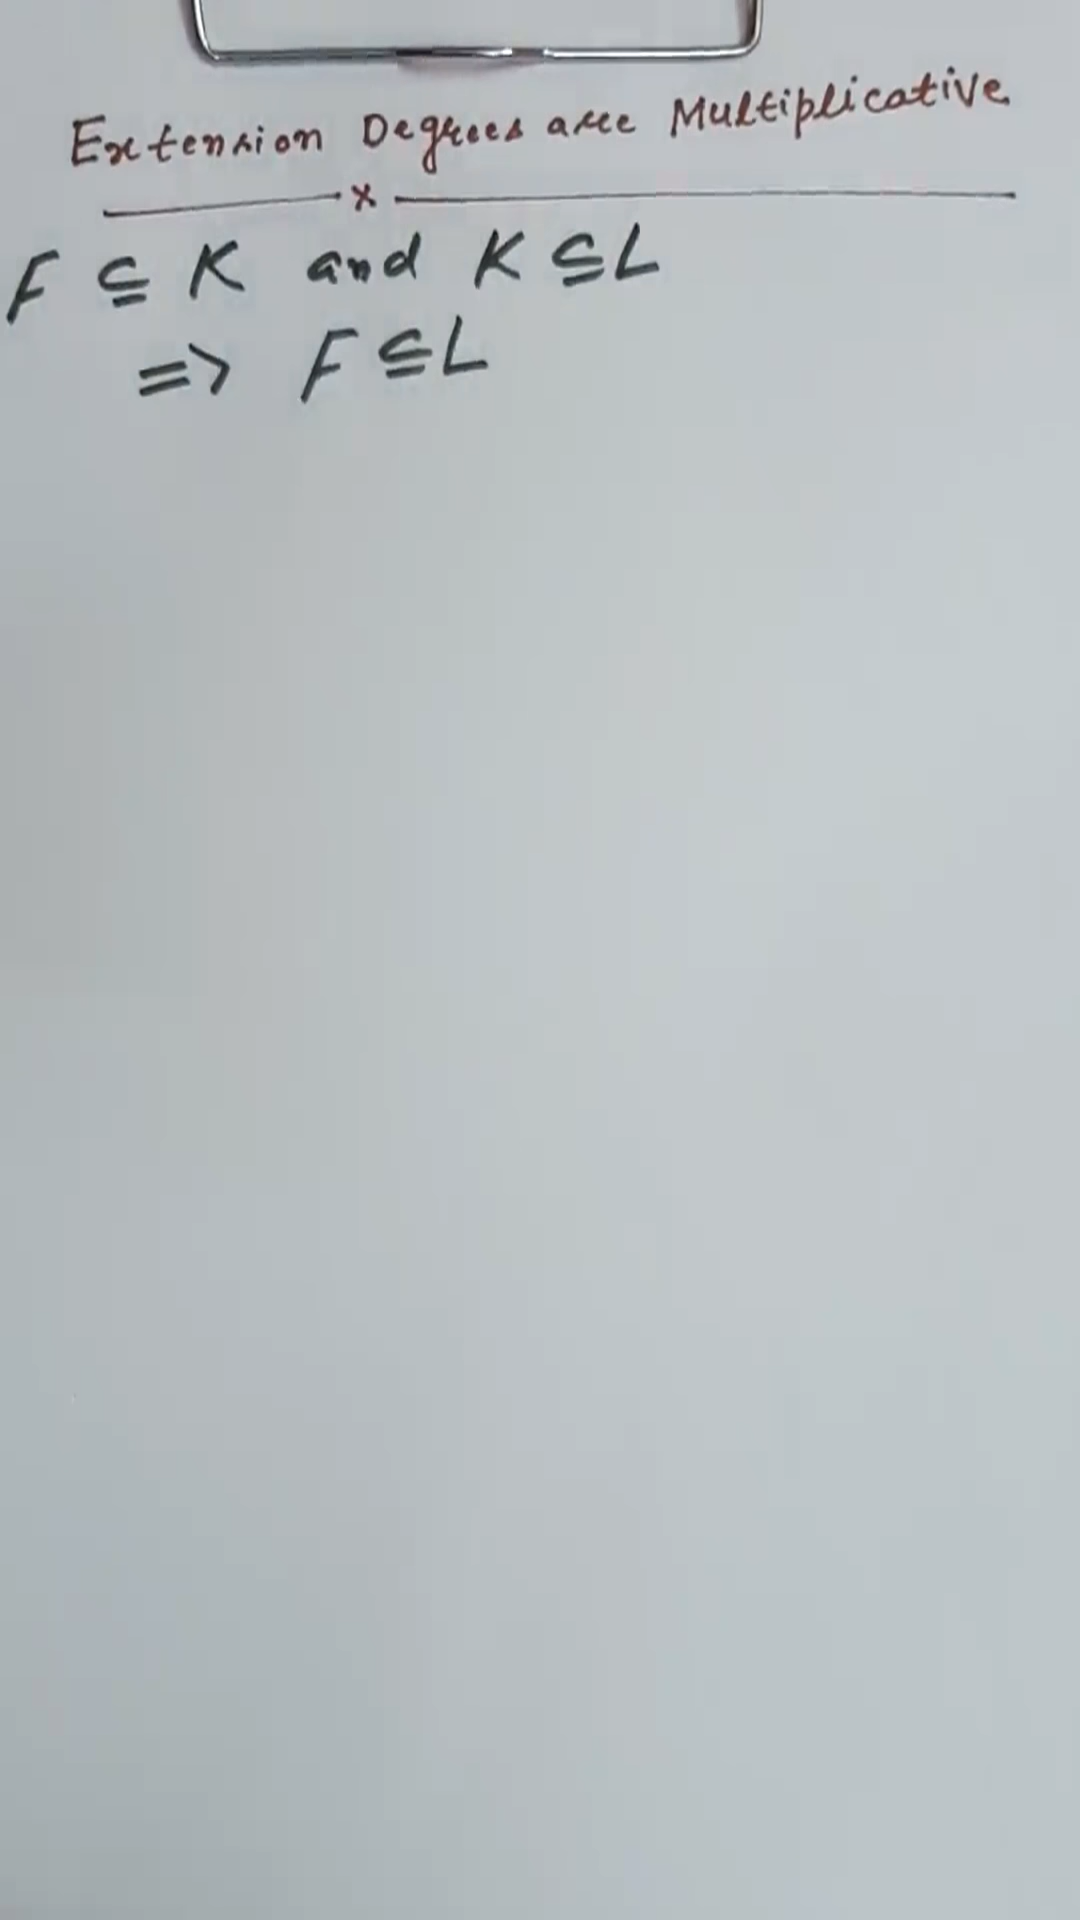 Extension Degrees are Multiplicative
x
F ⊆ K and K ⊆ L
=> F ⊆ L